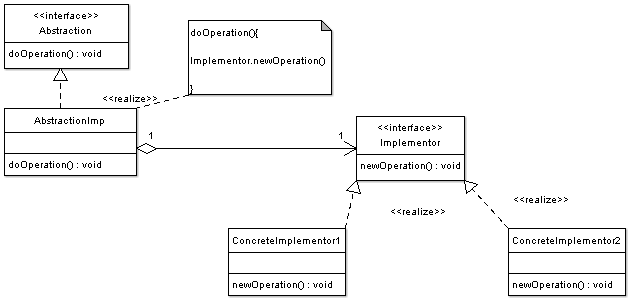 <<interface>>
Abstraction
doOperation() : void
doOperation(){
Implementor.newOperation()
}
<<realize>>
AbstractionImp
doOperation() : void
1
1
<<interface>>
Implementor
newOperation() : void
<<realize>>
<<realize>>
ConcreteImplementor1
newOperation() : void
ConcreteImplementor2
newOperation() : void